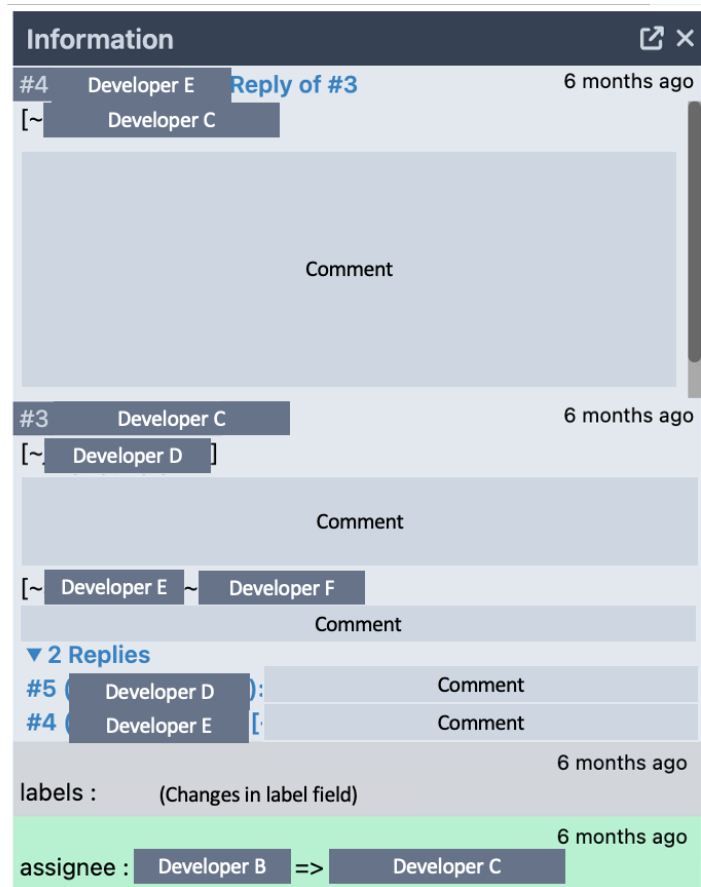 Information
#4 Developer E Reply of #3 6 months ago
[~ Developer C
Comment
#3 Developer C 6 months ago
[~ Developer D ]
Comment
[~ Developer E ~ Developer F
Comment
▼ 2 Replies
#5 ( Developer D ): Comment
#4 ( Developer E [ Comment
6 months ago
labels : (Changes in label field)
6 months ago
assignee : Developer B => Developer C